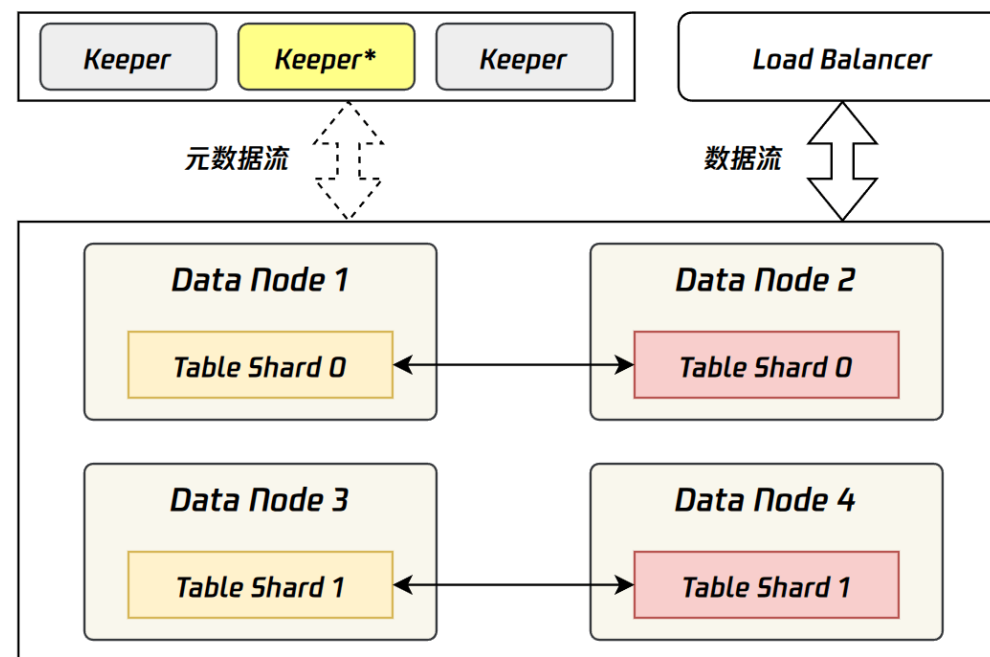 Keeper
Keeper*
Keeper
Load Balancer
元数据流
数据流
Data Node 1
Data Node 2
Table Shard 0
Table Shard 0
Data Node 3
Data Node 4
Table Shard 1
Table Shard 1